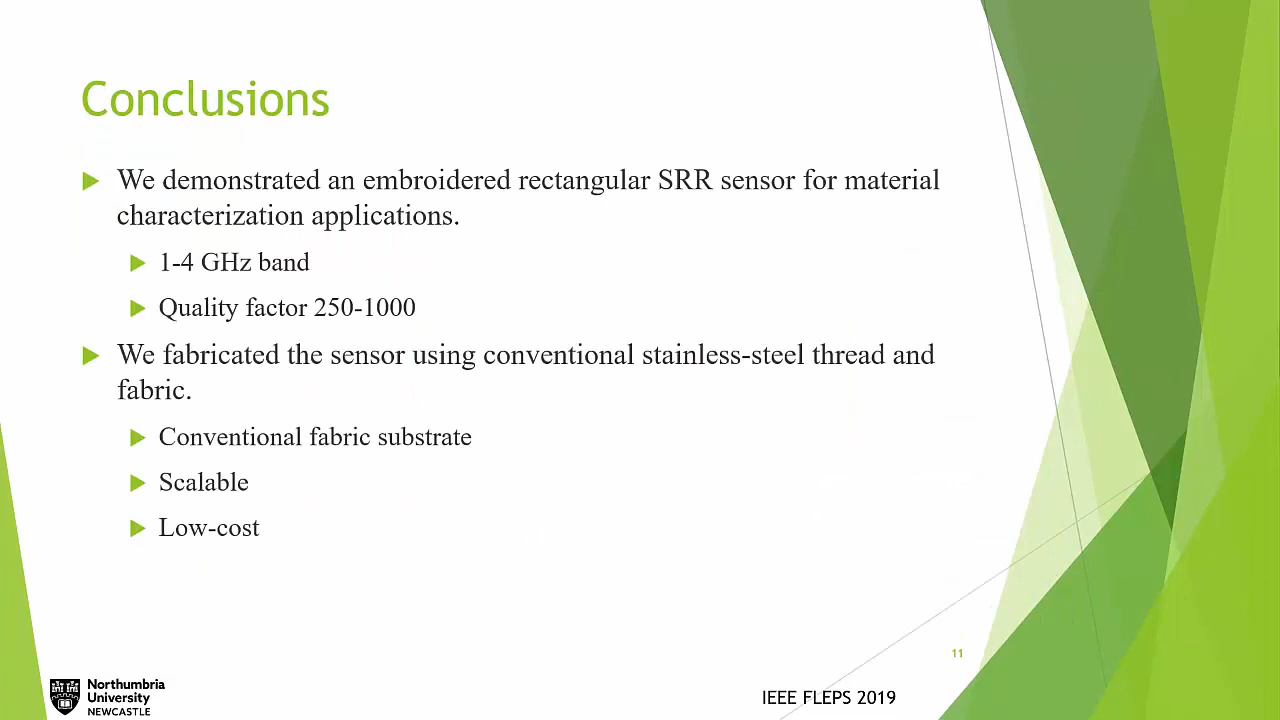 Conclusions
We demonstrated an embroidered rectangular SRR sensor for material
characterization applications.
1-4 GHz band
Quality factor 250-1000
We fabricated the sensor using conventional stainless-steel thread and
fabric.
Conventional fabric substrate
Scalable
Low-cost
11
Northumbria
University
NEWCASTLE
IEEE FLEPS 2019